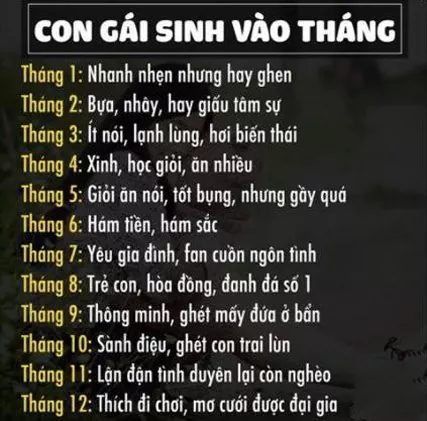 CON GÁI SINH VÀO THÁNG
Tháng 1: Nhanh nhẹn nhưng hay ghen
Tháng 2: Bựa, nhây, hay giấu tâm sự
Tháng 3: Ít nói, lạnh lùng, hơi biến thái
Tháng 4: Xinh, học giỏi, ăn nhiều
Tháng 5: Giỏi ăn nói, tốt bụng, nhưng gầy quá
Tháng 6: Hám tiền, hám sắc
Tháng 7: Yêu gia đình, fan cuồn ngôn tình
Tháng 8: Trẻ con, hòa đồng, đanh đá số 1
Tháng 9: Thông minh, ghét mấy đứa ở bẩn
Tháng 10: Sành điệu, ghét con trai lùn
Tháng 11: Lận đận tình duyên lại còn nghèo
Tháng 12: Thích đi chơi, mơ cưới được đại gia